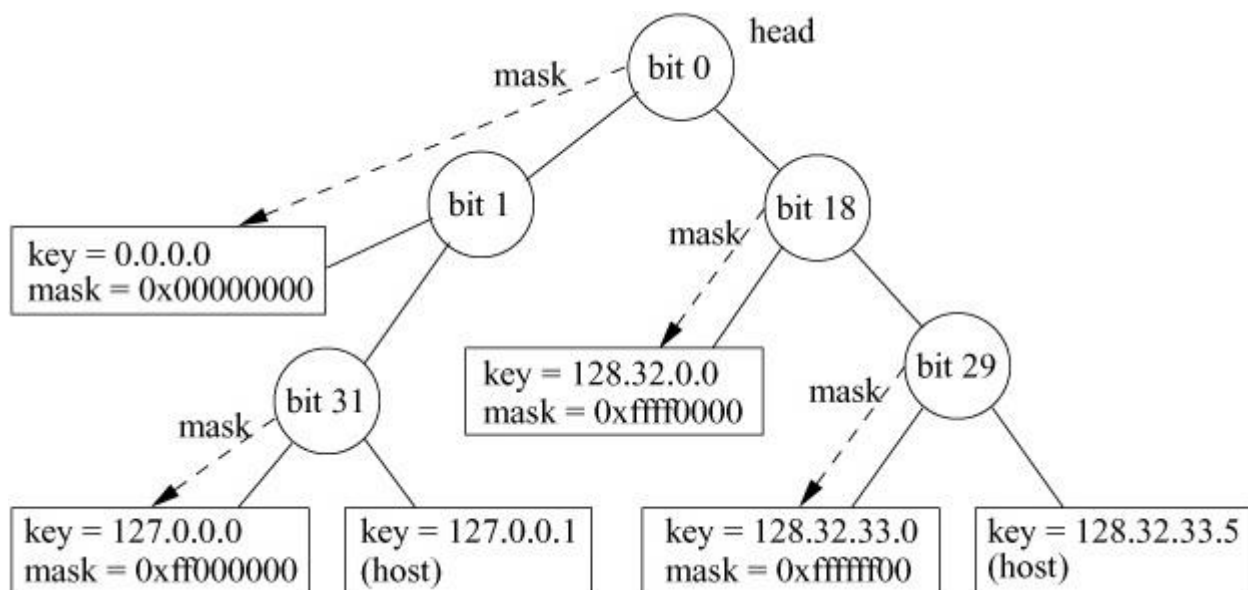 head
bit 0
mask
bit 1
bit 18
mask
key = 0.0.0.0
mask = 0x00000000
bit 31
mask
key = 128.32.0.0
mask = 0xffff0000
bit 29
mask
key = 127.0.0.0
mask = 0xff000000
key = 127.0.0.1
(host)
key = 128.32.33.0
mask = 0xffffff00
key = 128.32.33.5
(host)